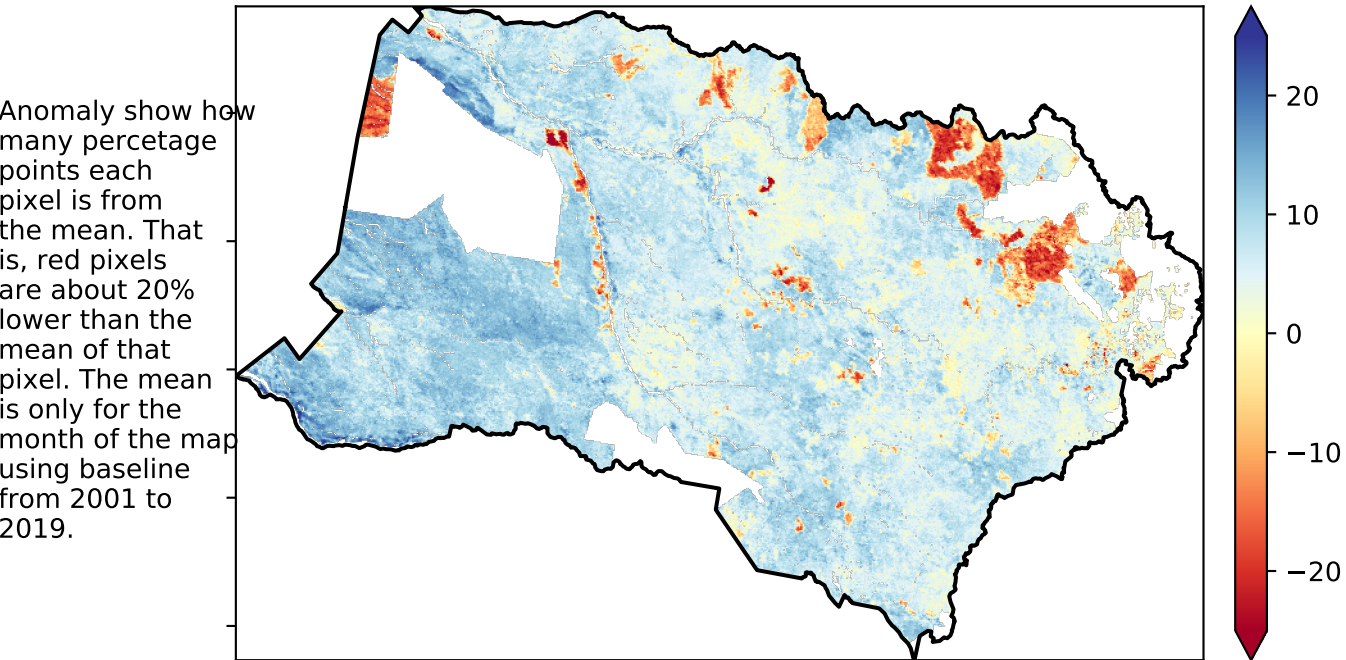 Anomaly show how
many percetage
points each
pixel is from
the mean. That
is, red pixels
are about 20%
lower than the
mean of that
pixel. The mean
is only for the
month of the map
using baseline
from 2001 to
2019.
20
10
0
−10
−20